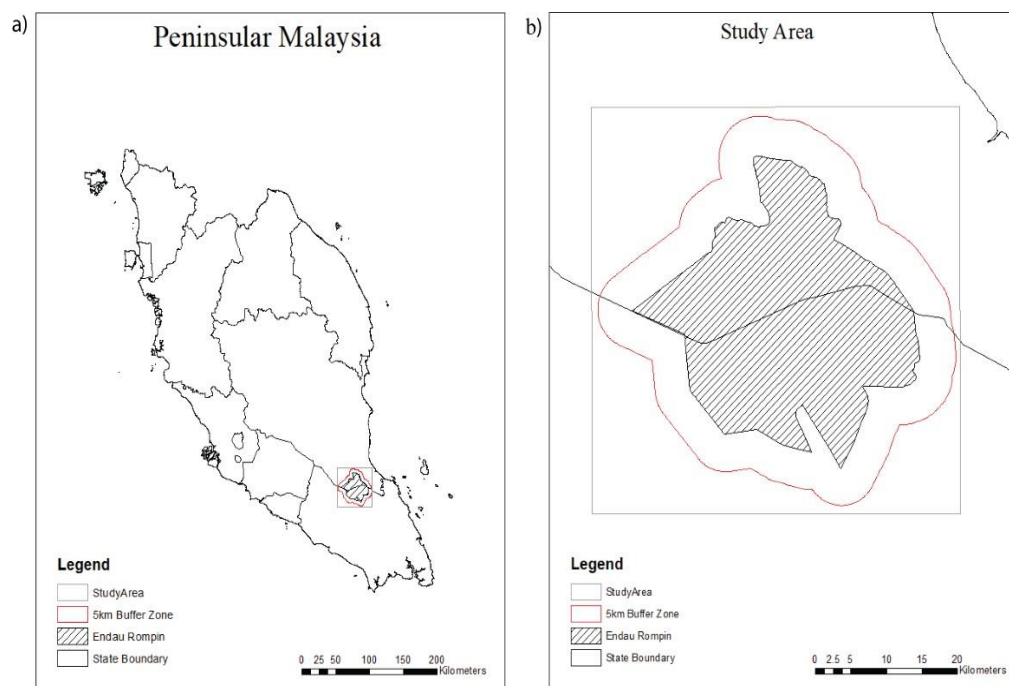 a)
Peninsular Malaysia
Legend
StudyArea
5km Buffer Zone
Endau Rompin
State Boundary
0 25 50 100 150 200
Kilometers
b)
Study Area
Legend
StudyArea
5km Buffer Zone
Endau Rompin
State Boundary
0 2.5 5 10 15 20
Kilometers